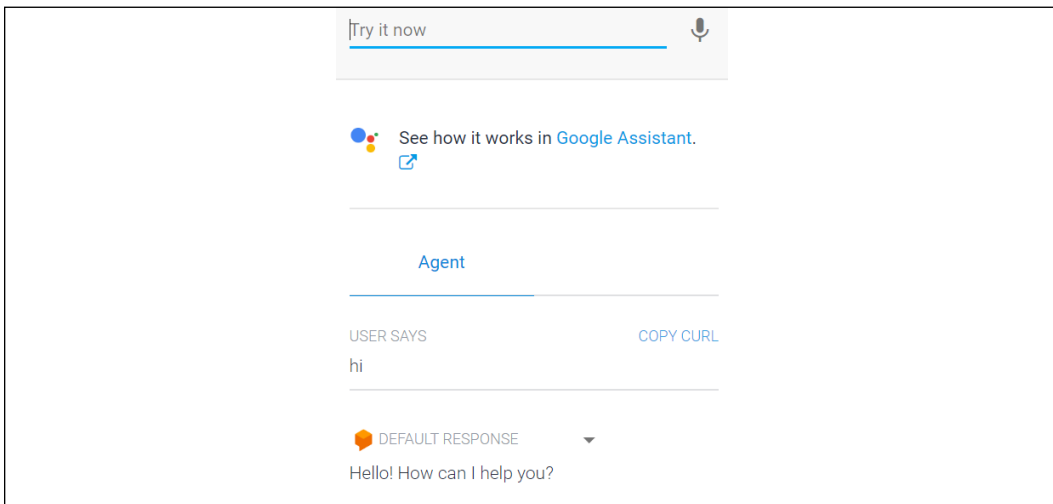 Try it now
See how it works in Google Assistant.
Agent
USER SAYS COPY CURL
hi
DEFAULT RESPONSE
Hello! How can I help you?